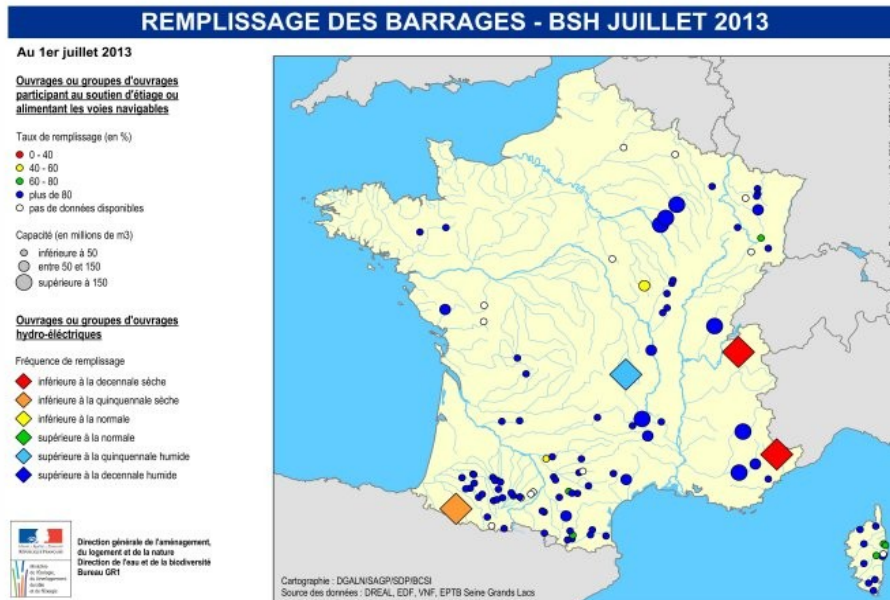 REMPLISSAGE DES BARRAGES - BSH JUILLET 2013
Au 1er juillet 2013
Ouvrages ou groupes d'ouvrages
participant au soutien d'étiage ou
alimentant les voies navigables
Taux de remplissage (en %)
0 - 40
40 - 60
60 - 80
plus de 80
pas de données disponibles
Capacité (en millions de m3)
inférieure à 50
entre 50 et 150
supérieure à 150
Ouvrages ou groupes d'ouvrages
hydro-éléctriques
Fréquence de remplissage
inférieure à la decennale sèche
inférieure à la quinquennale sèche
inférieure à la normale
supérieure à la normale
supérieure à la quinquennale humide
supérieure à la decennale humide
Direction générale de l'aménagement,
du logement et de la nature
Direction de l'eau et de la biodiversité
Bureau GR1
Cartographie : DGALN/SAGP/SDP/BCSI
Source des données : DREAL, EDF, VNF, EPTB Seine Grands Lacs